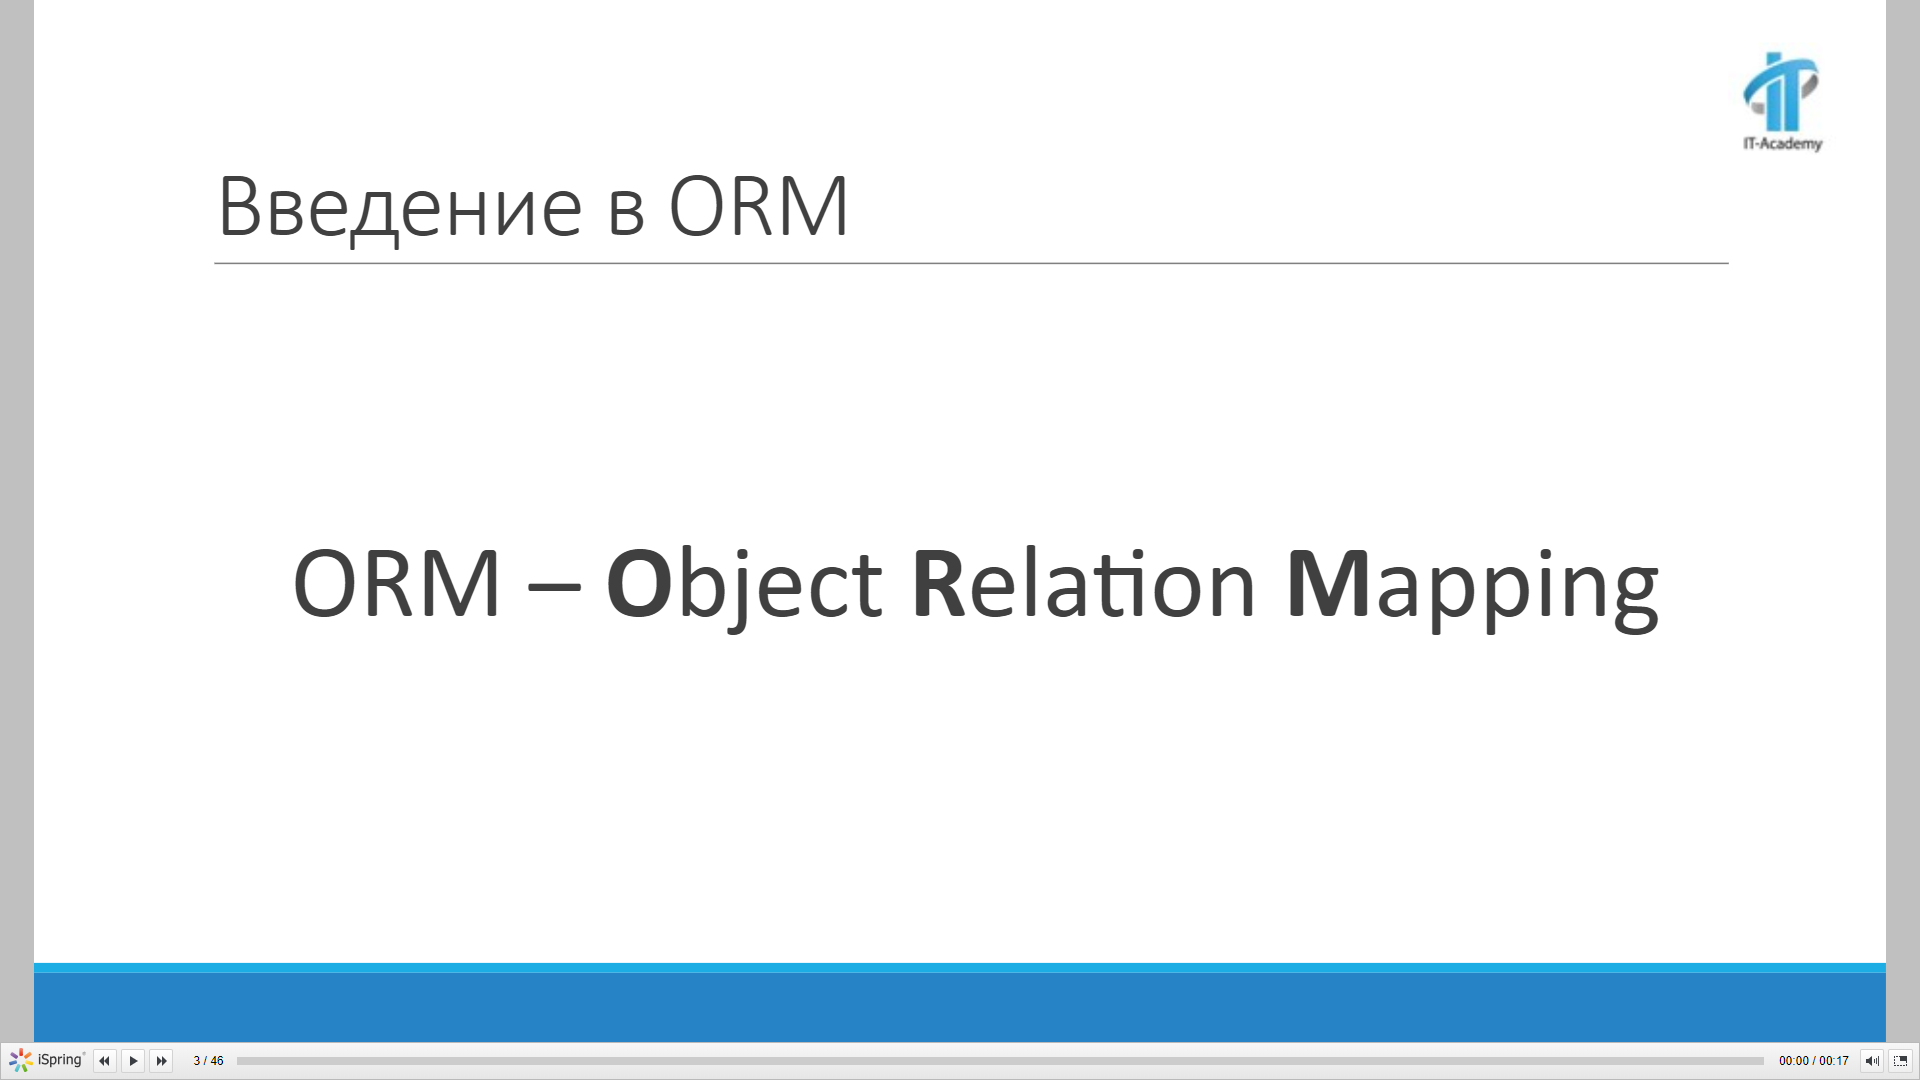 IT-Academy
Введение в ORM
ORM – Object Relation Mapping
iSpring
3 / 46
00:00 / 00:17